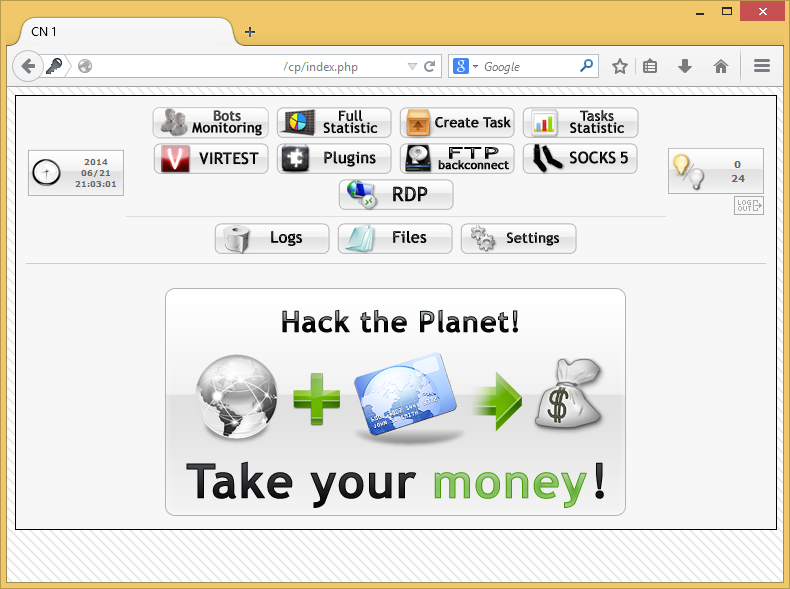 CN 1
/cp/index.php
Google
Bots
Monitoring
Full
Statistic
Create Task
Tasks
Statistic
2014
06/21
21:03:01
VIRTEST
Plugins
FTP
backconnect
SOCKS 5
0
24
LOG
OUT
RDP
Logs
Files
Settings
Hack the Planet!
Take your money!